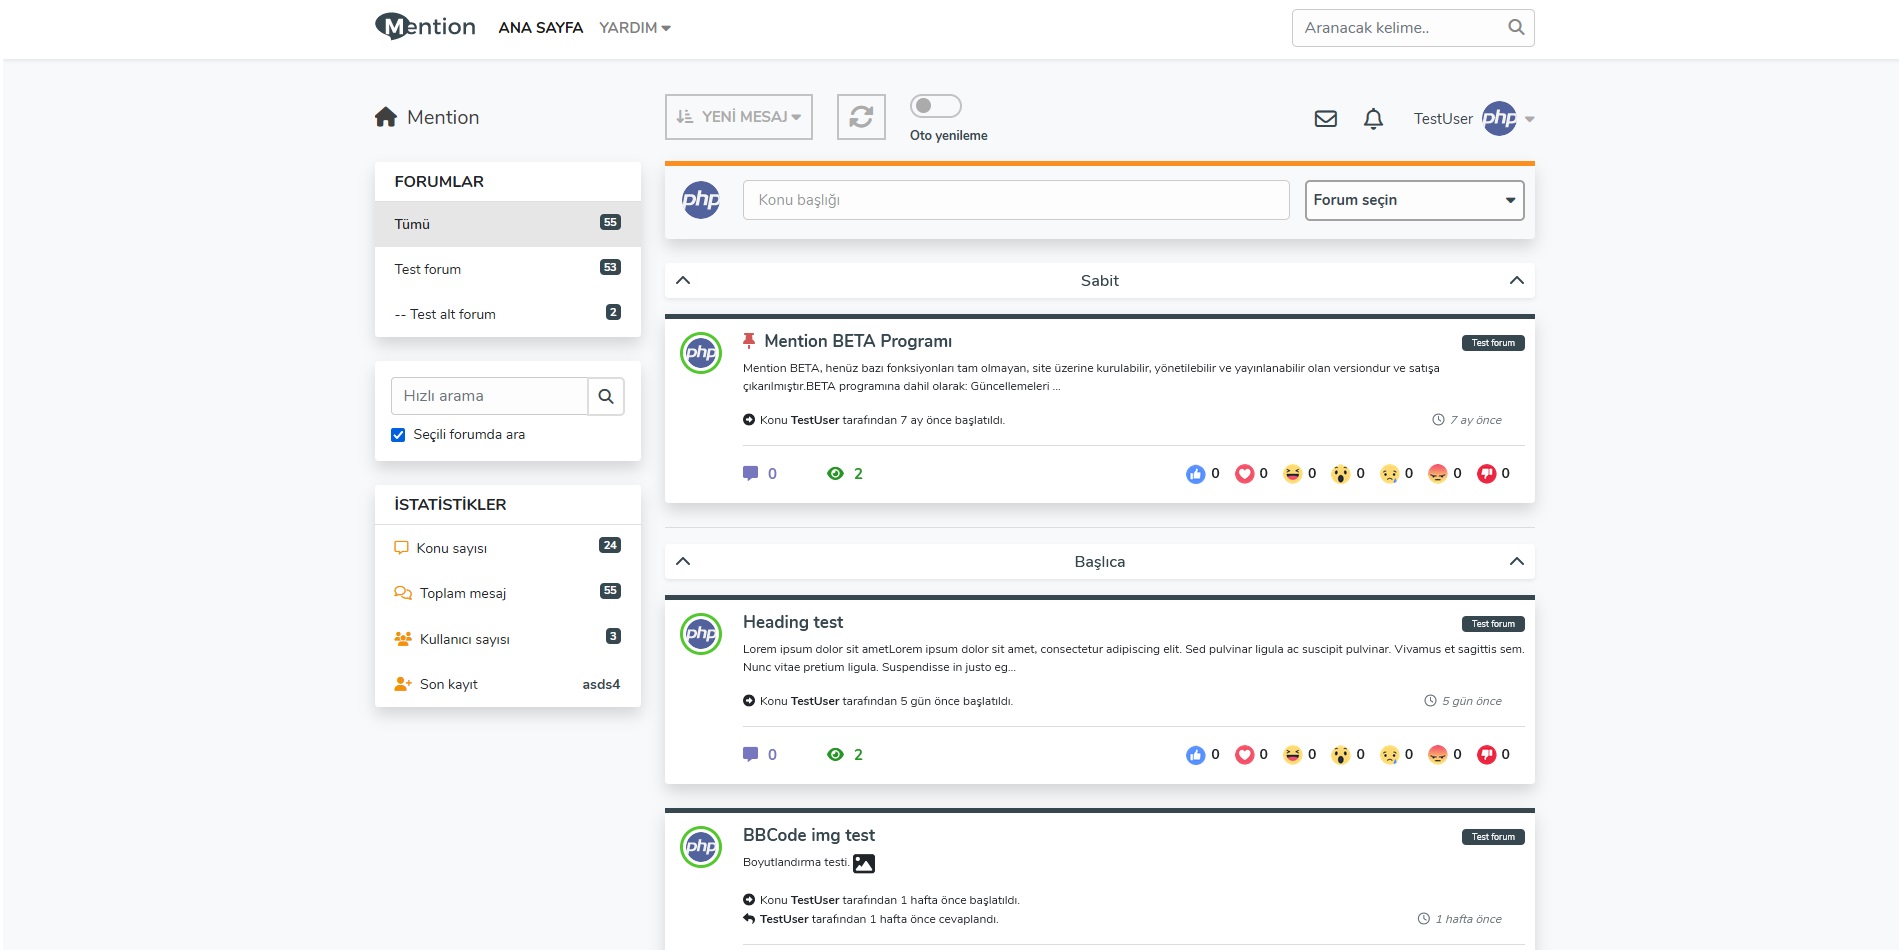 Mention ANA SAYFA YARDIM
Aranacak kelime..
Mention
YENİ MESAJ
Oto yenileme
TestUser php
FORUMLAR
Tümü 55
Test forum 53
-- Test alt forum 2
Hızlı arama
Seçili forumda ara
İSTATİSTİKLER
Konu sayısı 24
Toplam mesaj 55
Kullanıcı sayısı 3
Son kayıt asds4
php Konu başlığı Forum seçin
Sabit
php Mention BETA Programı Test forum
Mention BETA, henüz bazı fonksiyonları tam olmayan, site üzerine kurulabilir, yönetilebilir ve yayınlanabilir olan versiondur ve satışa
çıkarılmıştır.BETA programına dahil olarak: Güncellemeleri ...
Konu TestUser tarafından 7 ay önce başlatıldı. 7 ay önce
0 2 0 0 0 0 0 0 0
Başlıca
php Heading test Test forum
Lorem ipsum dolor sit ametLorem ipsum dolor sit amet, consectetur adipiscing elit. Sed pulvinar ligula ac suscipit pulvinar. Vivamus et sagittis sem.
Nunc vitae pretium ligula. Suspendisse in justo eg...
Konu TestUser tarafından 5 gün önce başlatıldı. 5 gün önce
0 2 0 0 0 0 0 0 0
php BBCode img test Test forum
Boyutlandırma testi.
Konu TestUser tarafından 1 hafta önce başlatıldı.
TestUser tarafından 1 hafta önce cevaplandı. 1 hafta önce